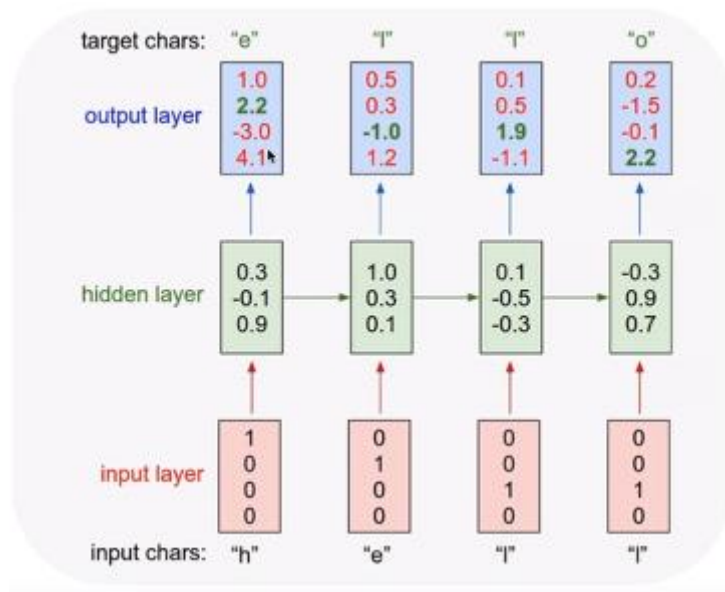 target chars: "e" "l" "l" "o"
1.0 0.5 0.1 0.2
2.2 0.3 0.5 -1.5
output layer
-3.0 -1.0 1.9 -0.1
4.1 1.2 -1.1 2.2
0.3 1.0 0.1 -0.3
hidden layer -0.1 0.3 -0.5 0.9
0.9 0.1 -0.3 0.7
1 0 0 0
0 1 0 0
input layer
0 0 1 1
0 0 0 0
input chars: "h" "e" "l" "l"